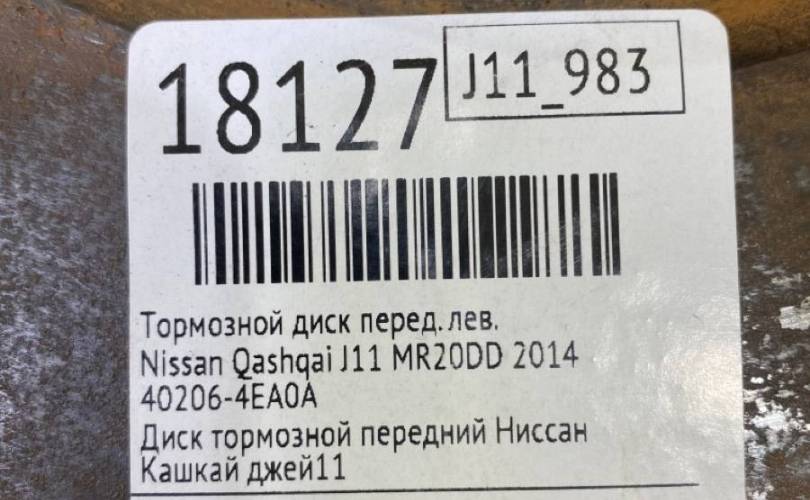 18127
J11_983
Тормозной диск перед.лев.
Nissan Qashqai J11 MR20DD 2014
40206-4EA0A
Диск тормозной передний Ниссан
Кашкай джей11